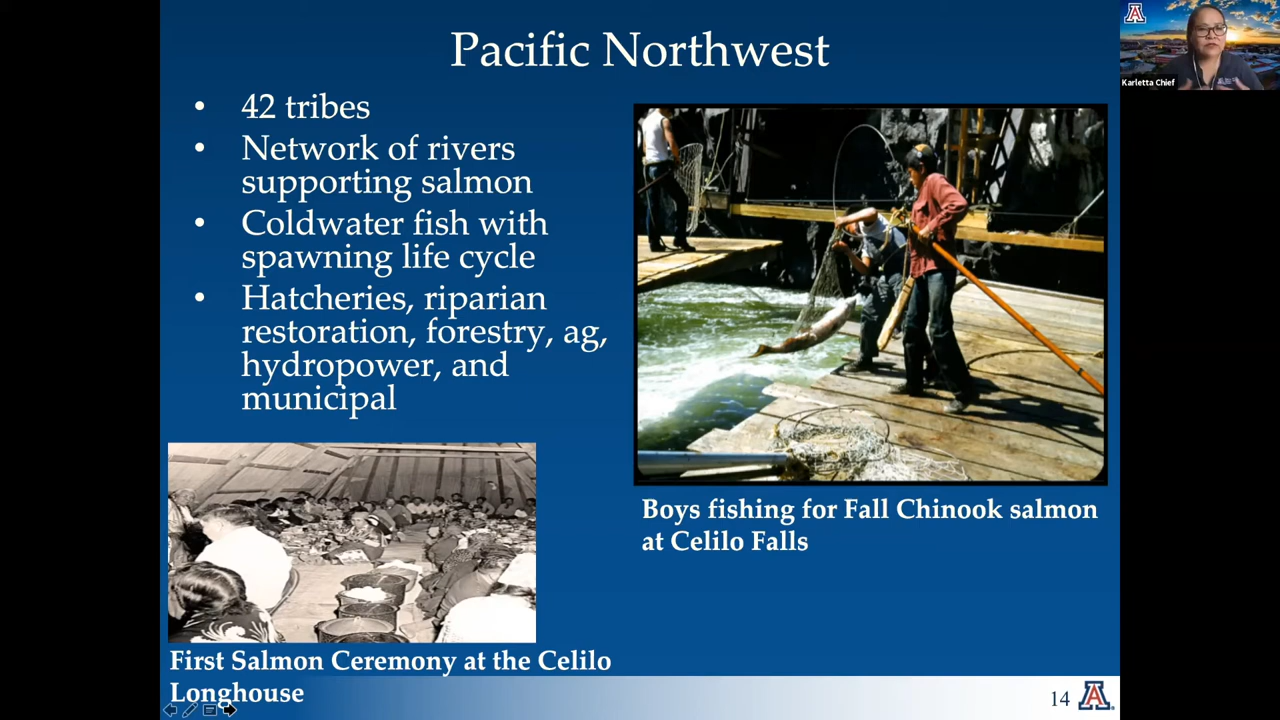 Pacific Northwest
• 42 tribes
• Network of rivers
supporting salmon
• Coldwater fish with
spawning life cycle
• Hatcheries, riparian
restoration, forestry, ag,
hydropower, and
municipal
Boys fishing for Fall Chinook salmon
at Celilo Falls
First Salmon Ceremony at the Celilo
Longhouse
14
A
A
Karletta Chief